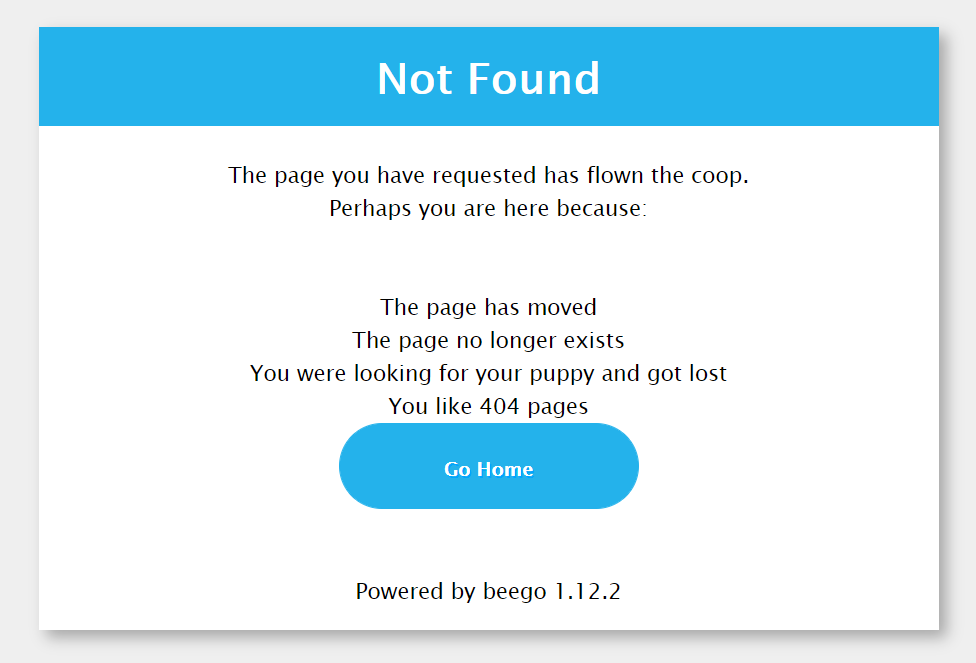 Not Found
The page you have requested has flown the coop.
Perhaps you are here because:
The page has moved
The page no longer exists
You were looking for your puppy and got lost
You like 404 pages
Go Home
Powered by beego 1.12.2